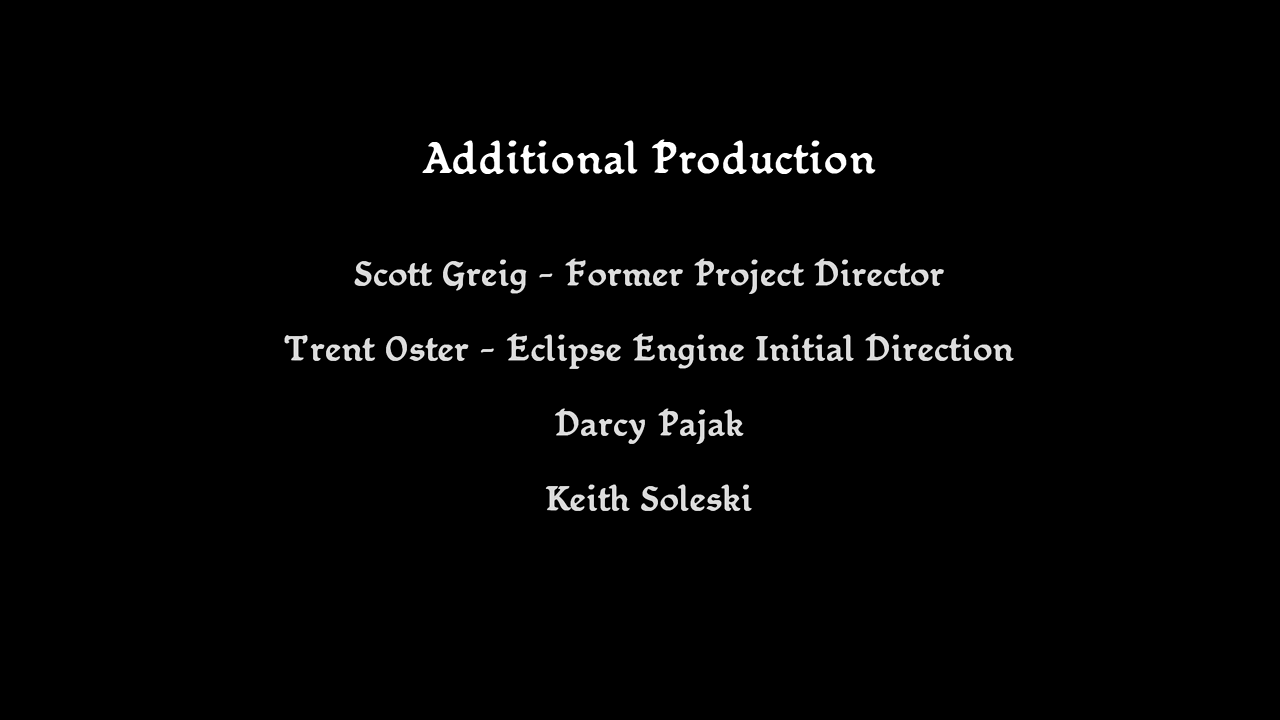 Additional Production
Scott Greig - Former Project Director
Trent Oster - Eclipse Engine Initial Direction
Darcy Pajak
Keith Soleski